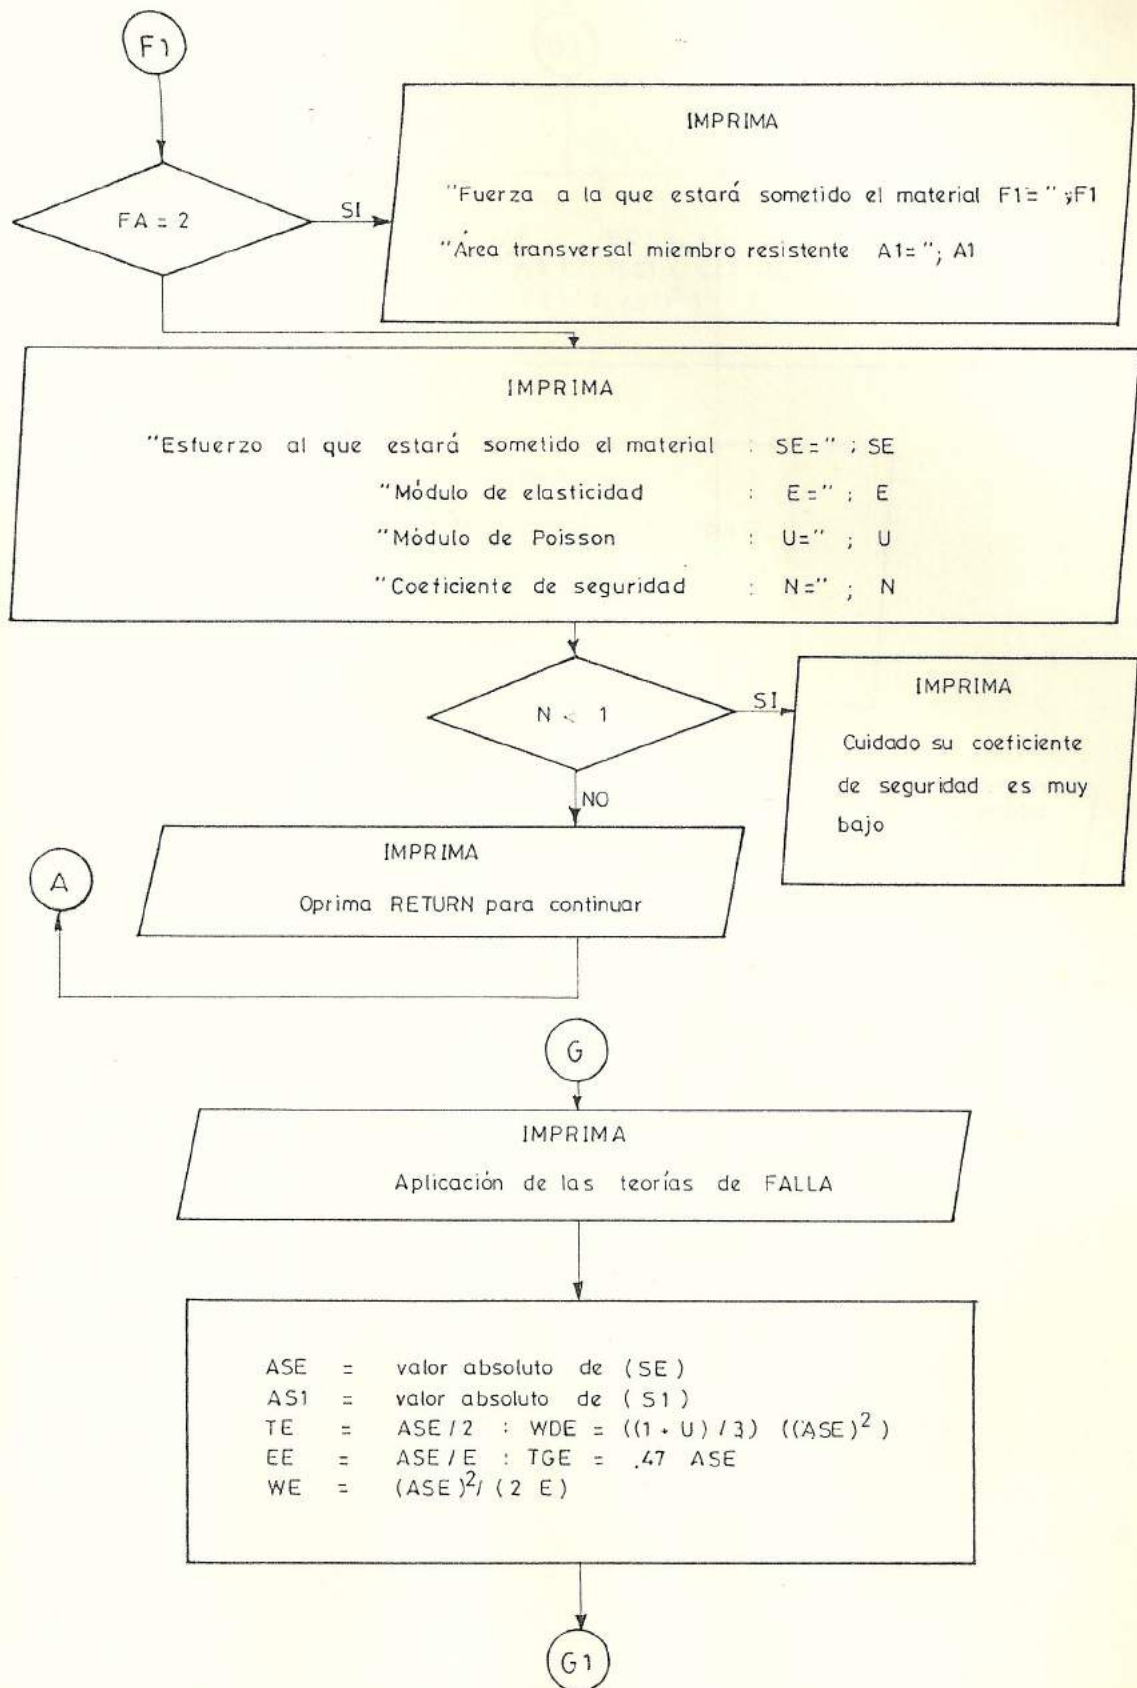 F1
FA = 2
SI
IMPRIMA
"Fuerza a la que estará sometido el material F1=" ;F1
"Área transversal miembro resistente A1="; A1
IMPRIMA
"Esfuerzo al que estará sometido el material : SE=" ; SE
"Módulo de elasticidad : E=" ; E
"Módulo de Poisson : U=" ; U
"Coeficiente de seguridad : N=" ; N
N < 1
SI
IMPRIMA
Cuidado su coeficiente
de seguridad es muy
bajo
NO
IMPRIMA
Oprima RETURN para continuar
A
G
IMPRIMA
Aplicación de las teorías de FALLA
ASE = valor absoluto de (SE)
AS1 = valor absoluto de (S1)
TE = ASE/2 : WDE = ((1 + U)/3) ((ASE)²)
EE = ASE/E : TGE = .47 ASE
WE = (ASE)²/ (2 E)
G1